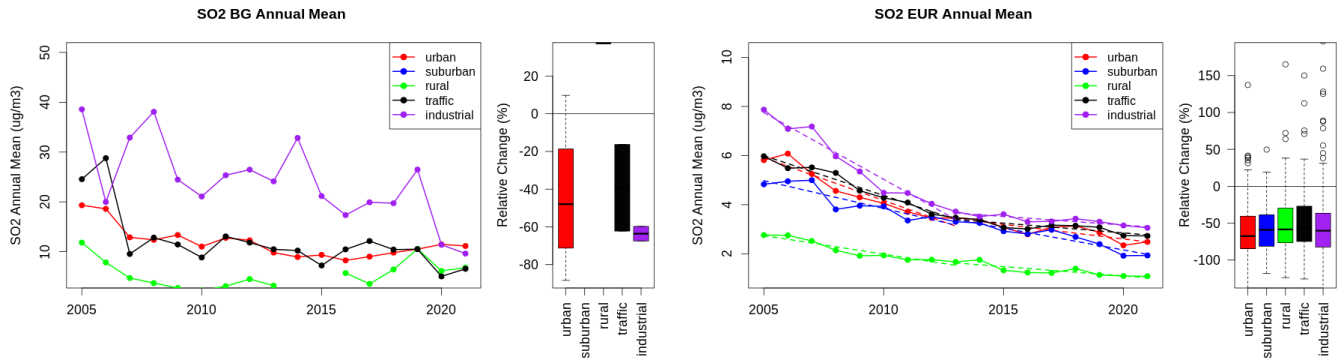 SO2 BG Annual Mean
SO2 Annual Mean (ug/m3)
50
40
30
20
10
2005
2010
2015
2020
urban
suburban
rural
traffic
industrial
Relative Change (%)
20
0
-20
-40
-60
-80
urban
suburban
rural
traffic
industrial
SO2 EUR Annual Mean
SO2 Annual Mean (ug/m3)
10
8
6
4
2
2005
2010
2015
2020
urban
suburban
rural
traffic
industrial
Relative Change (%)
150
100
50
0
-50
-100
urban
suburban
rural
traffic
industrial